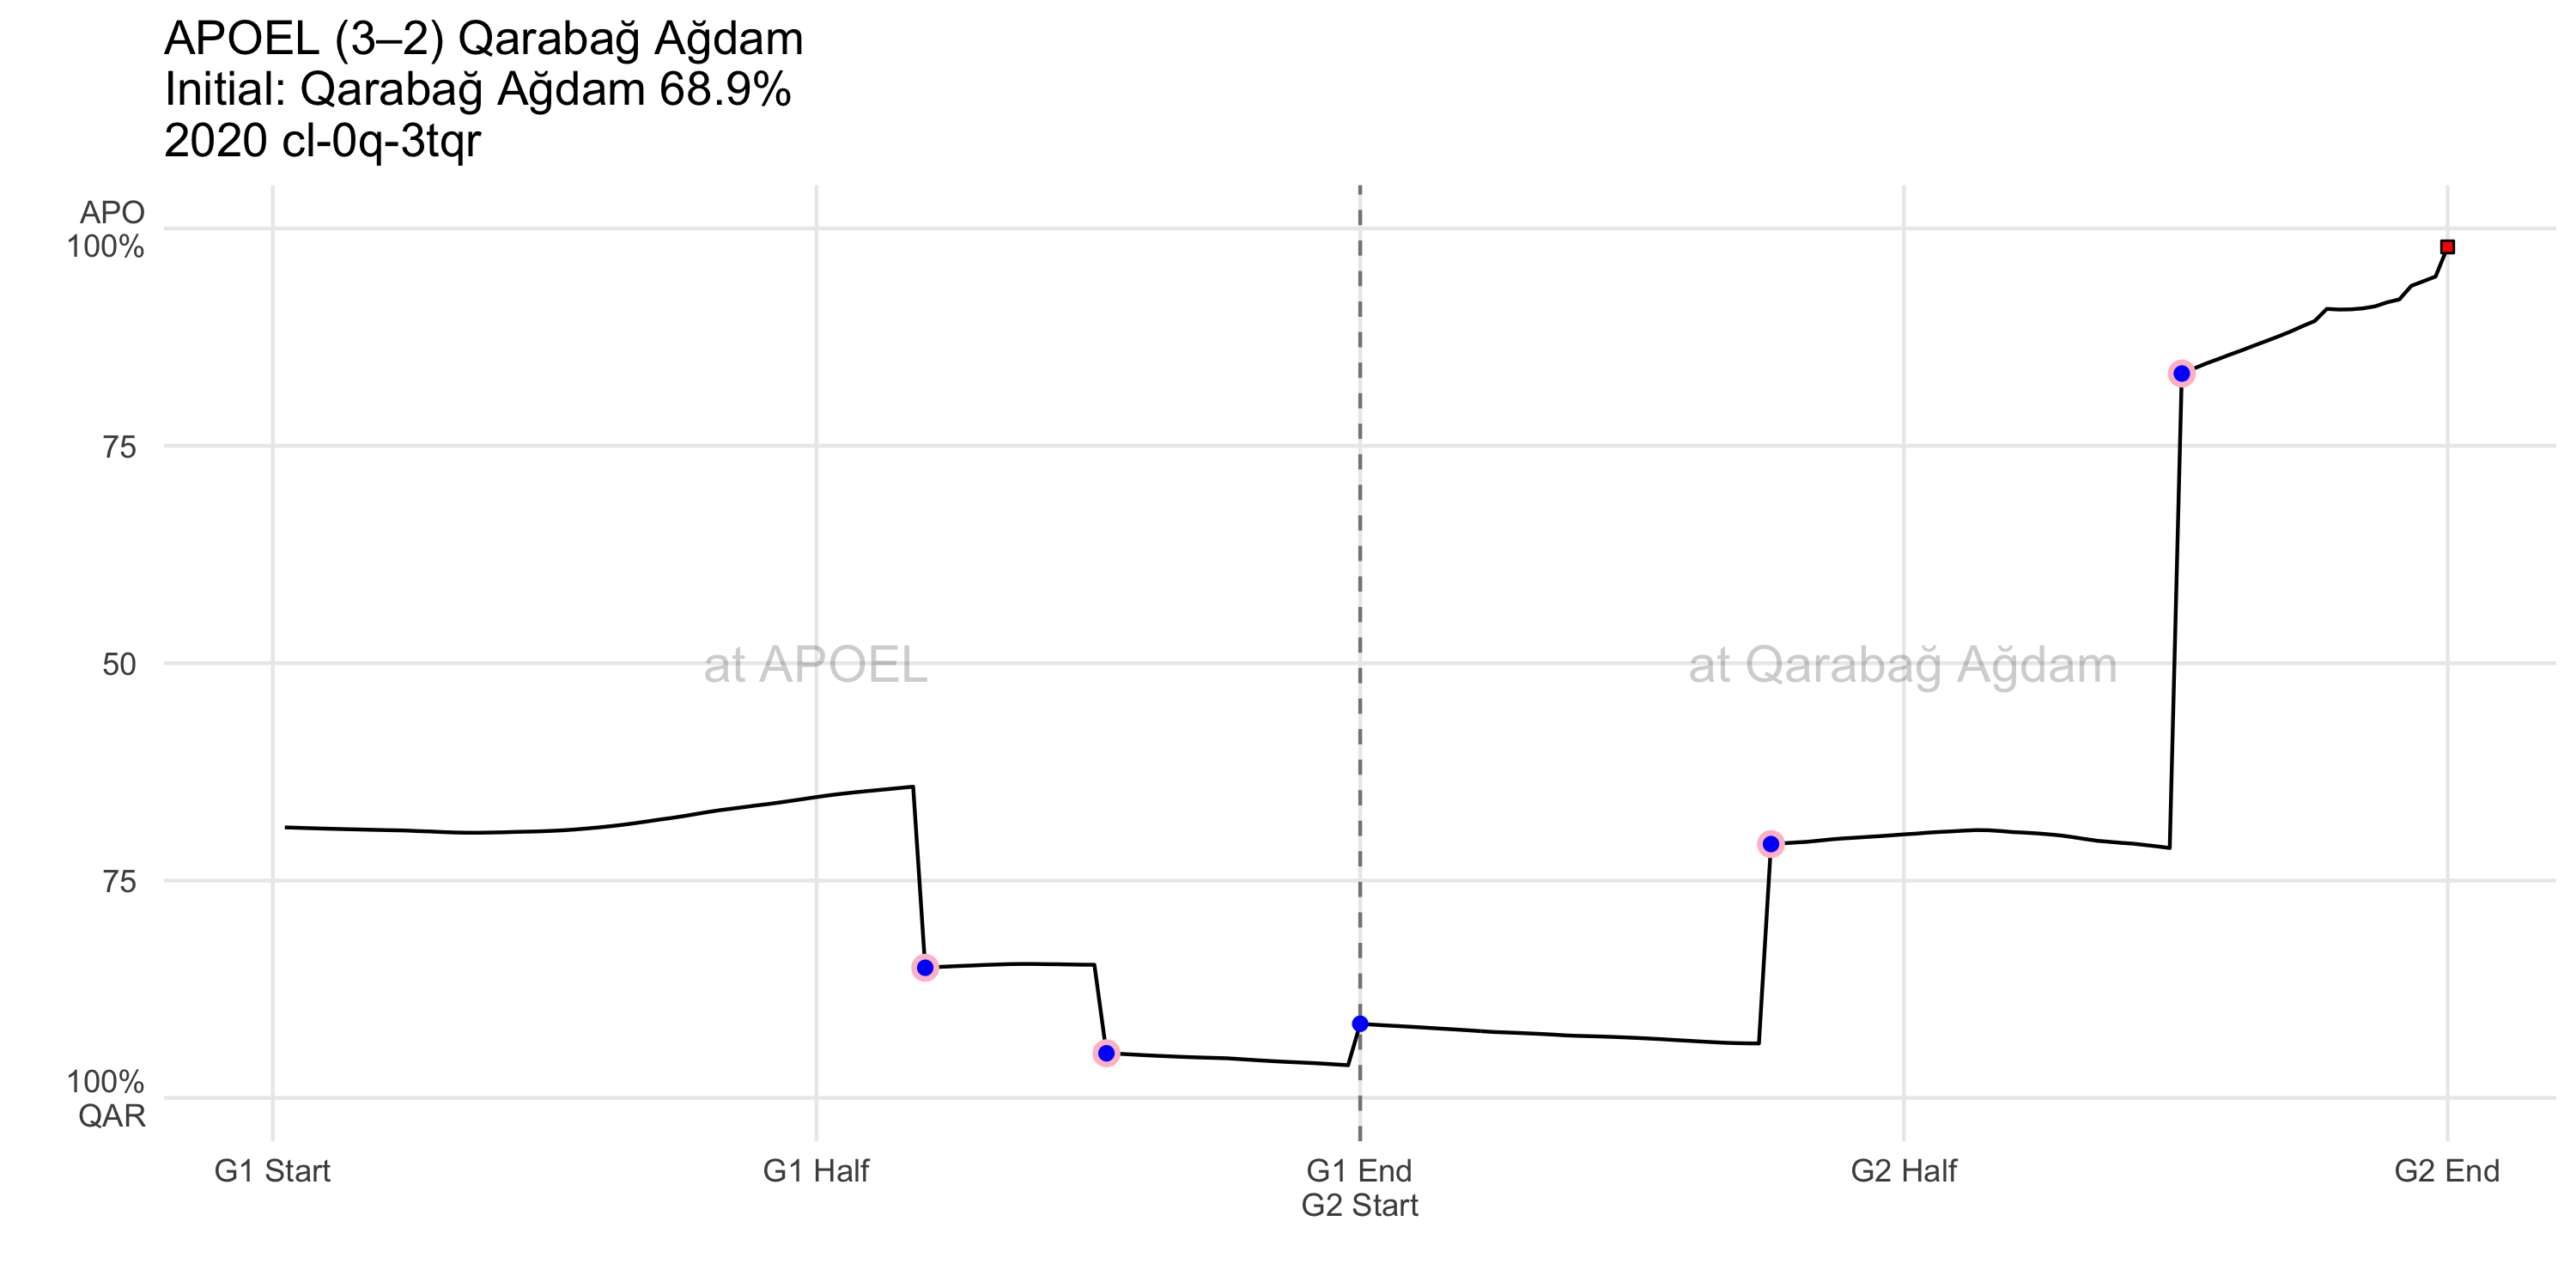 APOEL (3–2) Qarabağ Ağdam
Initial: Qarabağ Ağdam 68.9%
2020 cl-0q-3tqr
APO
100%
75
50
75
100%
QAR
at APOEL
at Qarabağ Ağdam
G1 Start
G1 Half
G1 End
G2 Start
G2 Half
G2 End